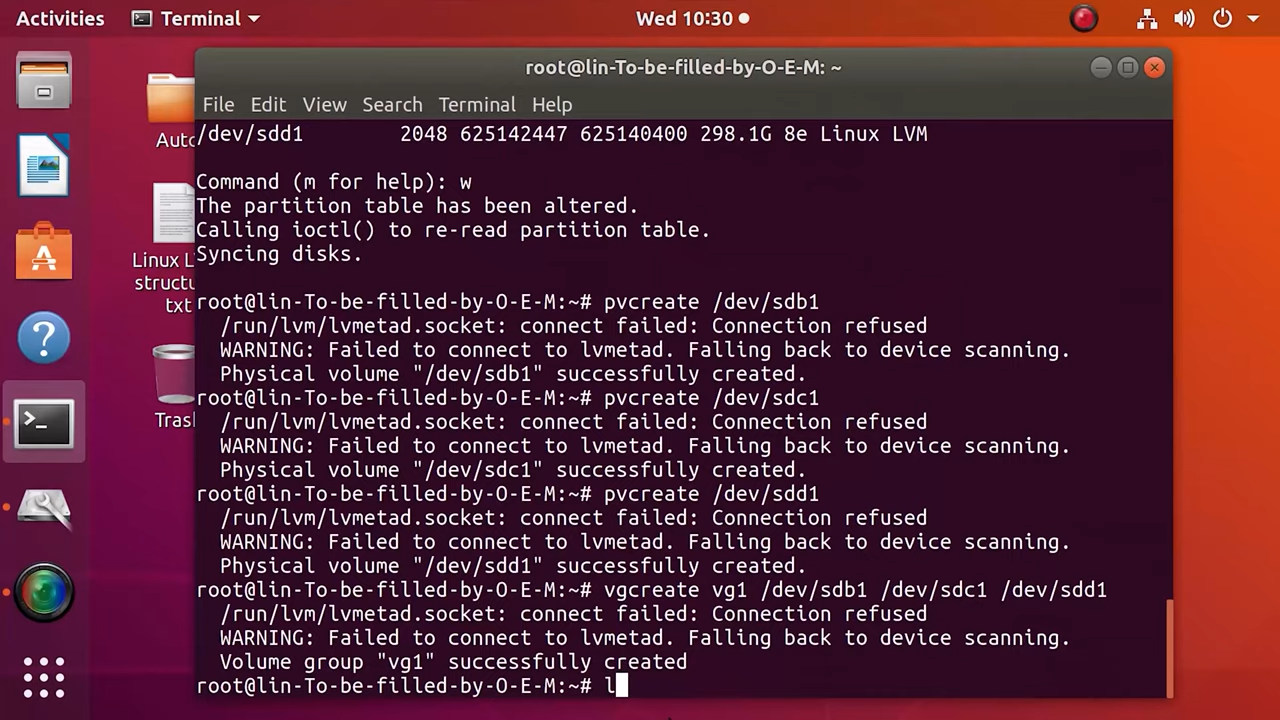 Activities
Terminal
Wed 10:30
root@lin-To-be-filled-by-O-E-M: ~
File Edit View Search Terminal Help
/dev/sdd1 2048 625142447 625140400 298.1G 8e Linux LVM
Command (m for help): w
The partition table has been altered.
Calling ioctl() to re-read partition table.
Syncing disks.
root@lin-To-be-filled-by-O-E-M:~# pvcreate /dev/sdb1
/run/lvm/lvmetad.socket: connect failed: Connection refused
WARNING: Failed to connect to lvmetad. Falling back to device scanning.
Physical volume "/dev/sdb1" successfully created.
root@lin-To-be-filled-by-O-E-M:~# pvcreate /dev/sdc1
/run/lvm/lvmetad.socket: connect failed: Connection refused
WARNING: Failed to connect to lvmetad. Falling back to device scanning.
Physical volume "/dev/sdc1" successfully created.
root@lin-To-be-filled-by-O-E-M:~# pvcreate /dev/sdd1
/run/lvm/lvmetad.socket: connect failed: Connection refused
WARNING: Failed to connect to lvmetad. Falling back to device scanning.
Physical volume "/dev/sdd1" successfully created.
root@lin-To-be-filled-by-O-E-M:~# vgcreate vg1 /dev/sdb1 /dev/sdc1 /dev/sdd1
/run/lvm/lvmetad.socket: connect failed: Connection refused
WARNING: Failed to connect to lvmetad. Falling back to device scanning.
Volume group "vg1" successfully created
root@lin-To-be-filled-by-O-E-M:~# l
Auto
Linux L
structu
txt
Trash